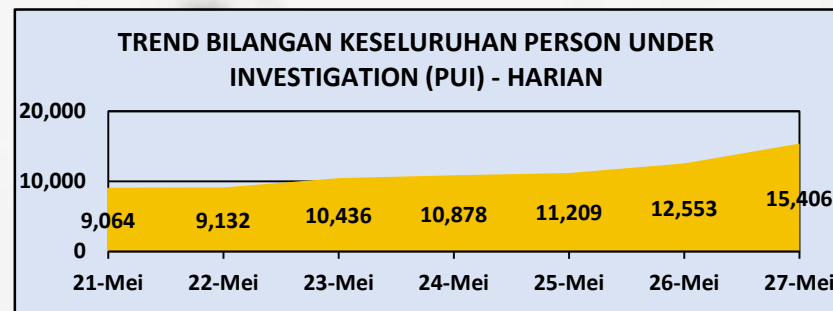 TREND BILANGAN KESELURUHAN PERSON UNDER
INVESTIGATION (PUI) - HARIAN
20,000
10,000
0
9,064 9,132 10,436 10,878 11,209 12,553 15,406
21-Mei 22-Mei 23-Mei 24-Mei 25-Mei 26-Mei 27-Mei